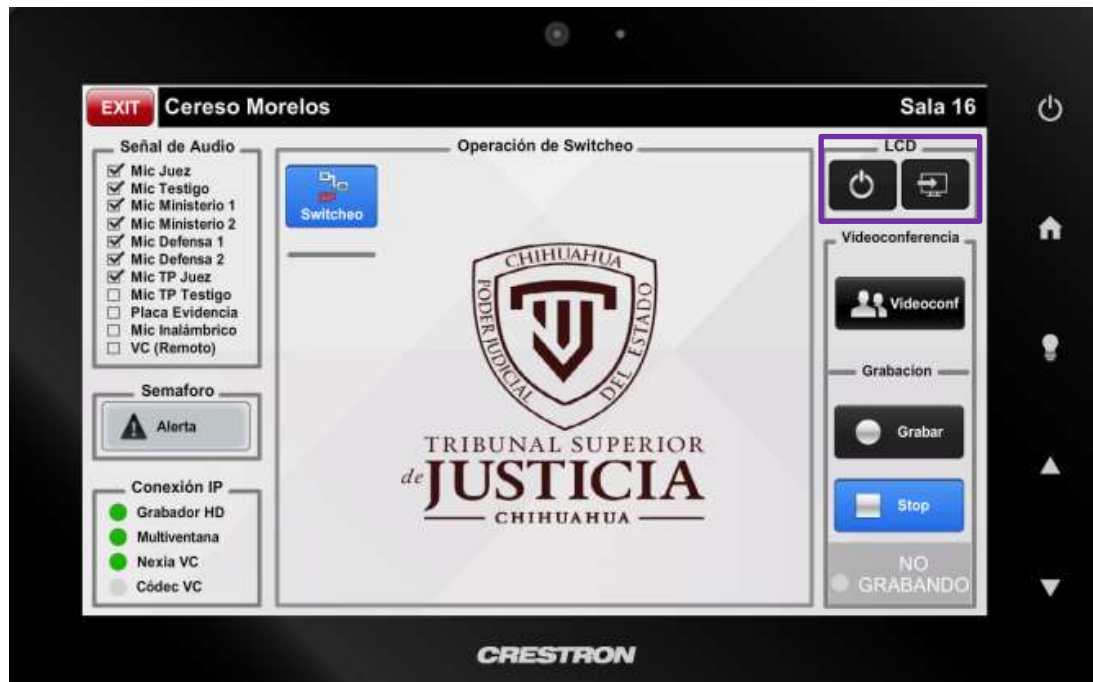 EXIT Cereso Morelos
Sala 16
Señal de Audio
Mic Juez
Mic Testigo
Mic Ministerio 1
Mic Ministerio 2
Mic Defensa 1
Mic Defensa 2
Mic TP Juez
Mic TP Testigo
Placa Evidencia
Mic Inalámbrico
VC (Remoto)
Semaforo
Alerta
Conexión IP
Grabador HD
Multiventana
Nexia VC
Códec VC
Operación de Switcheo
Switcheo
CHIHUAHUA
PODER JUDICIAL
DEL ESTADO
TRIBUNAL SUPERIOR
de JUSTICIA
CHIHUAHUA
LCD
Videoconferencia
Videoconf
Grabacion
Grabar
Stop
NO
GRABANDO
CRESTRON